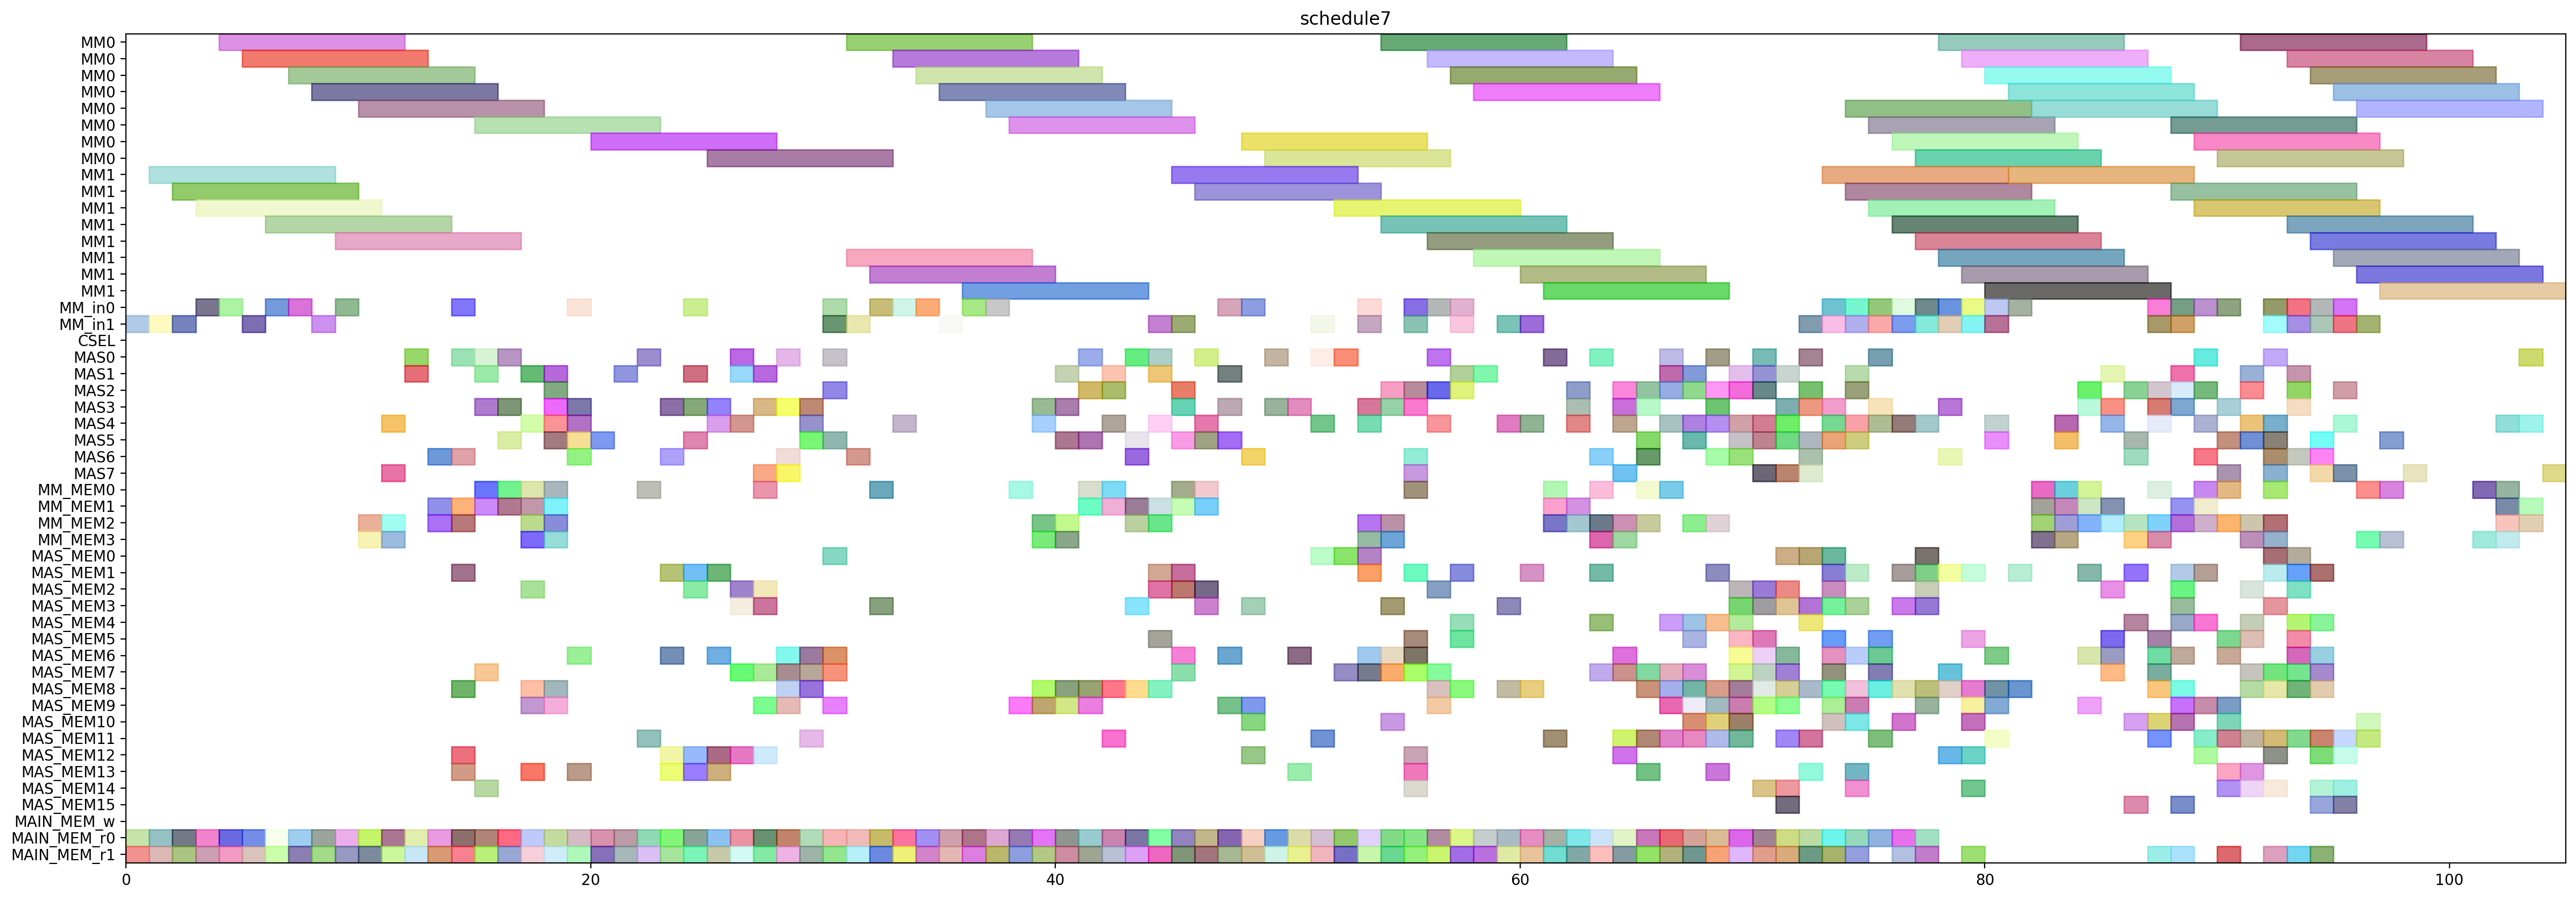 schedule7
MM0
MM0
MM0
MM0
MM0
MM0
MM0
MM0
MM1
MM1
MM1
MM1
MM1
MM1
MM1
MM1
MM_in0
MM_in1
CSEL
MAS0
MAS1
MAS2
MAS3
MAS4
MAS5
MAS6
MAS7
MM_MEM0
MM_MEM1
MM_MEM2
MM_MEM3
MAS_MEM0
MAS_MEM1
MAS_MEM2
MAS_MEM3
MAS_MEM4
MAS_MEM5
MAS_MEM6
MAS_MEM7
MAS_MEM8
MAS_MEM9
MAS_MEM10
MAS_MEM11
MAS_MEM12
MAS_MEM13
MAS_MEM14
MAS_MEM15
MAIN_MEM_w
MAIN_MEM_r0
MAIN_MEM_r1
0 20 40 60 80 100